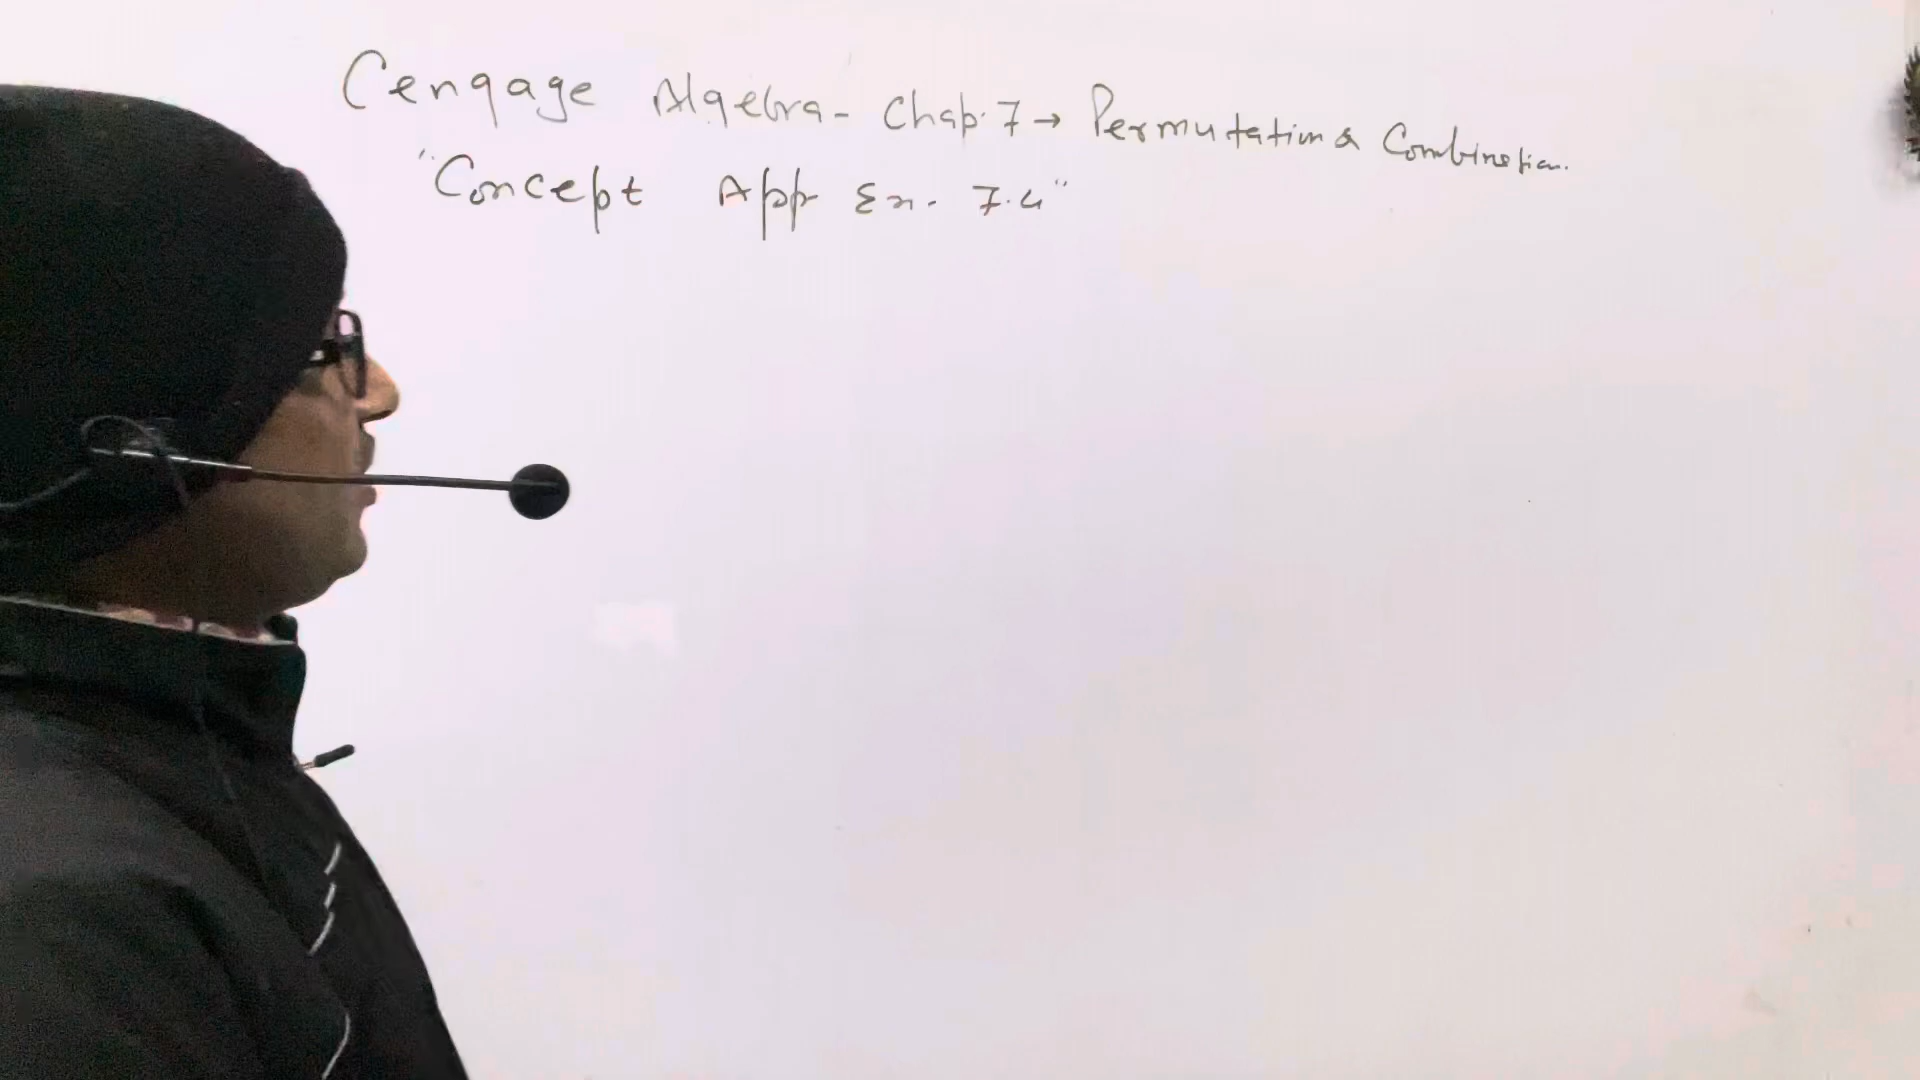 Cengage Algebra - Chap. 7 → Permutation & Combination.
"Concept App Ex. 7.4"